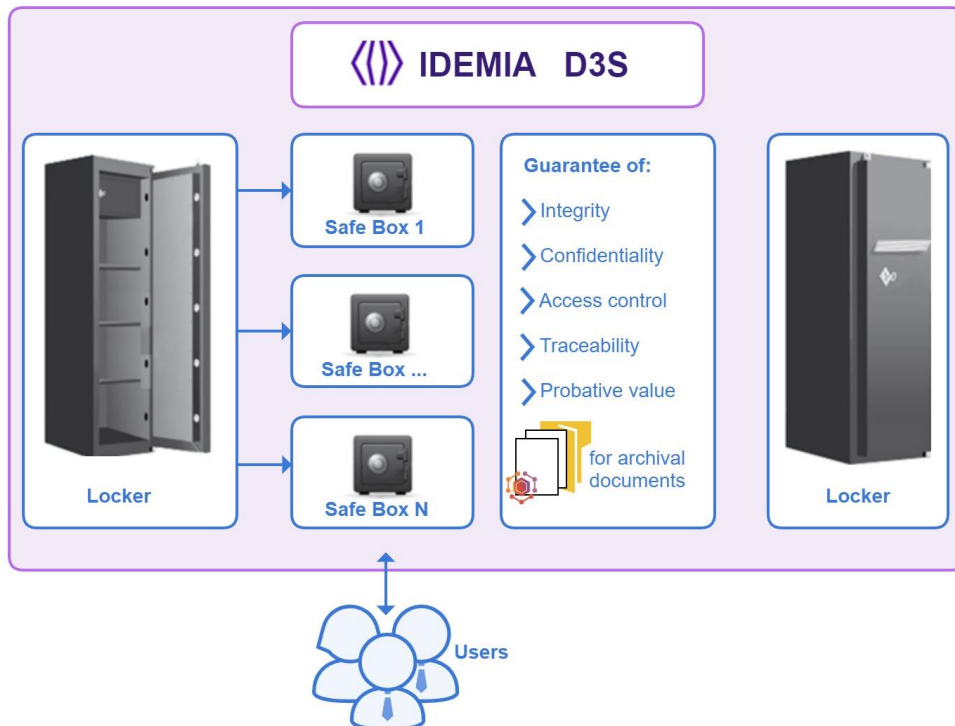 IDEMIA D3S
Locker
Safe Box 1
Safe Box ...
Safe Box N
Guarantee of:
Integrity
Confidentiality
Access control
Traceability
Probative value
for archival
documents
Locker
Users